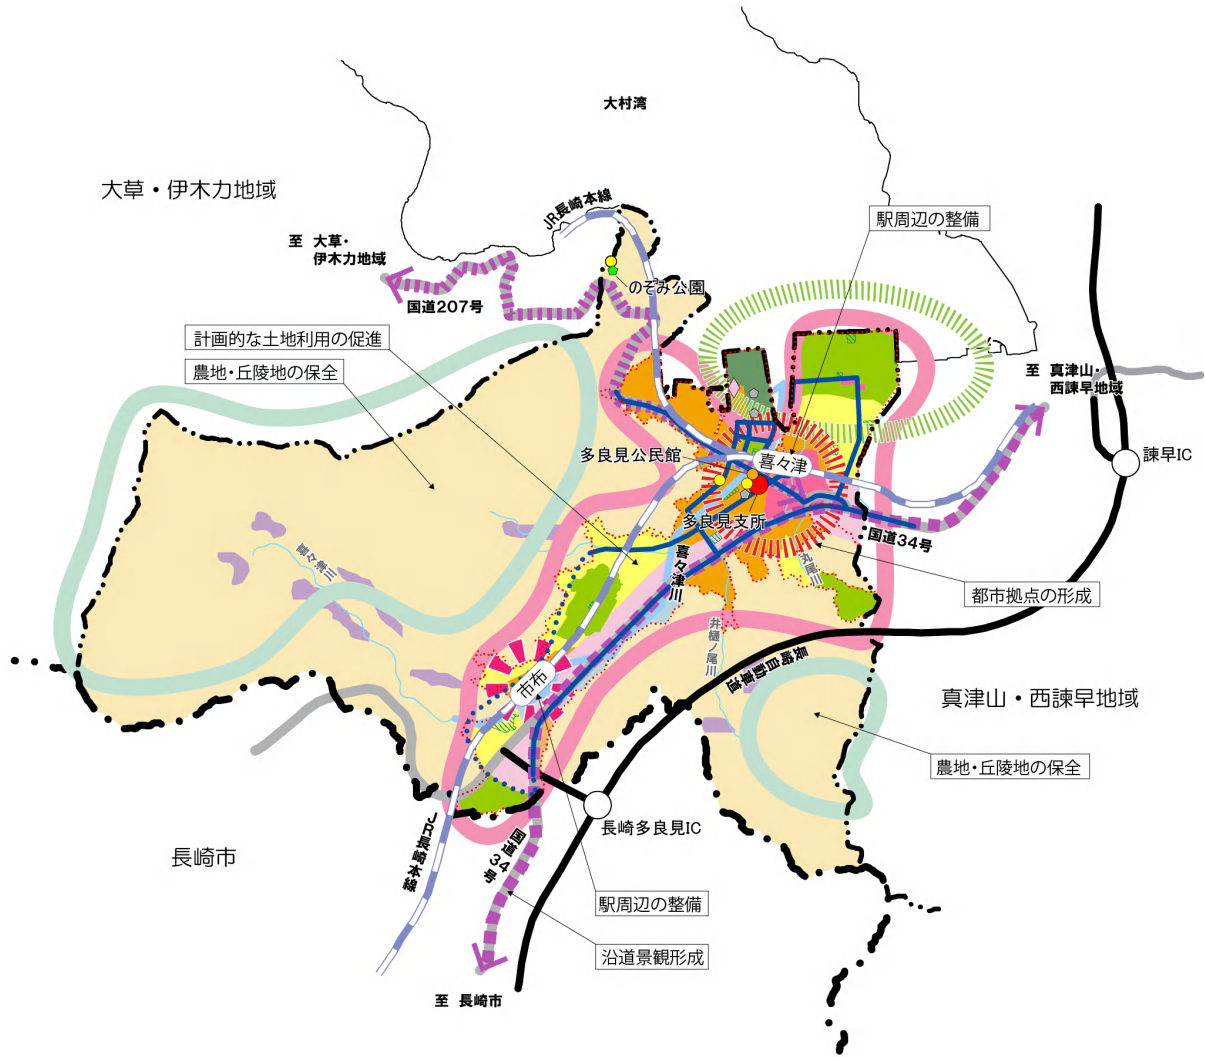 大村湾
大草・伊木力地域
JR長崎本線
駅周辺の整備
至 大草・
伊木力地域
のぞみ公園
国道207号
計画的な土地利用の促進
農地・丘陵地の保全
至 真津山・
西諫早地域
多良見公民館
喜々津
諫早IC
多良見支所
国道34号
喜々津川
喜々津川
丸尾川
都市拠点の形成
井樋ノ尾川
長崎自動車道
市布
真津山・西諫早地域
農地・丘陵地の保全
長崎多良見IC
JR長崎本線
国道34号
長崎市
駅周辺の整備
沿道景観形成
至 長崎市